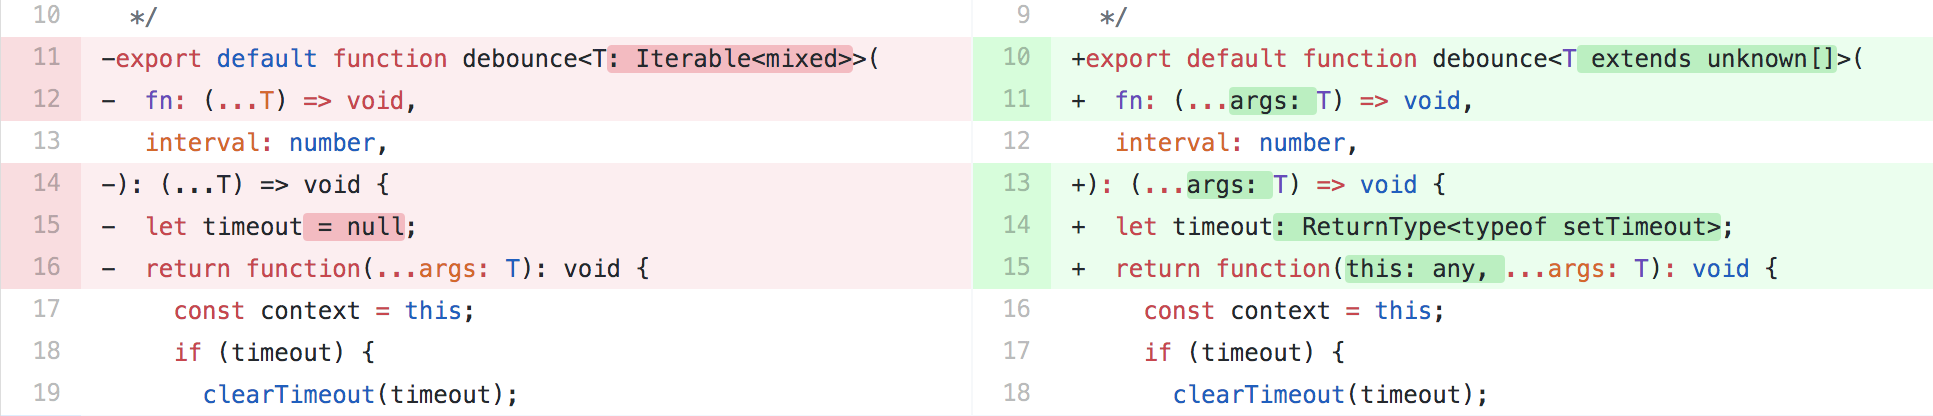 10 */
11 -export default function debounce<T: Iterable<mixed>>(
12 -  fn: (...T) => void,
13    interval: number,
14 -): (...T) => void {
15 -  let timeout = null;
16 -  return function(...args: T): void {
17      const context = this;
18      if (timeout) {
19        clearTimeout(timeout);
9 */
10 +export default function debounce<T extends unknown[]>(
11 +  fn: (...args: T) => void,
12    interval: number,
13 +): (...args: T) => void {
14 +  let timeout: ReturnType<typeof setTimeout>;
15 +  return function(this: any, ...args: T): void {
16      const context = this;
17      if (timeout) {
18        clearTimeout(timeout);